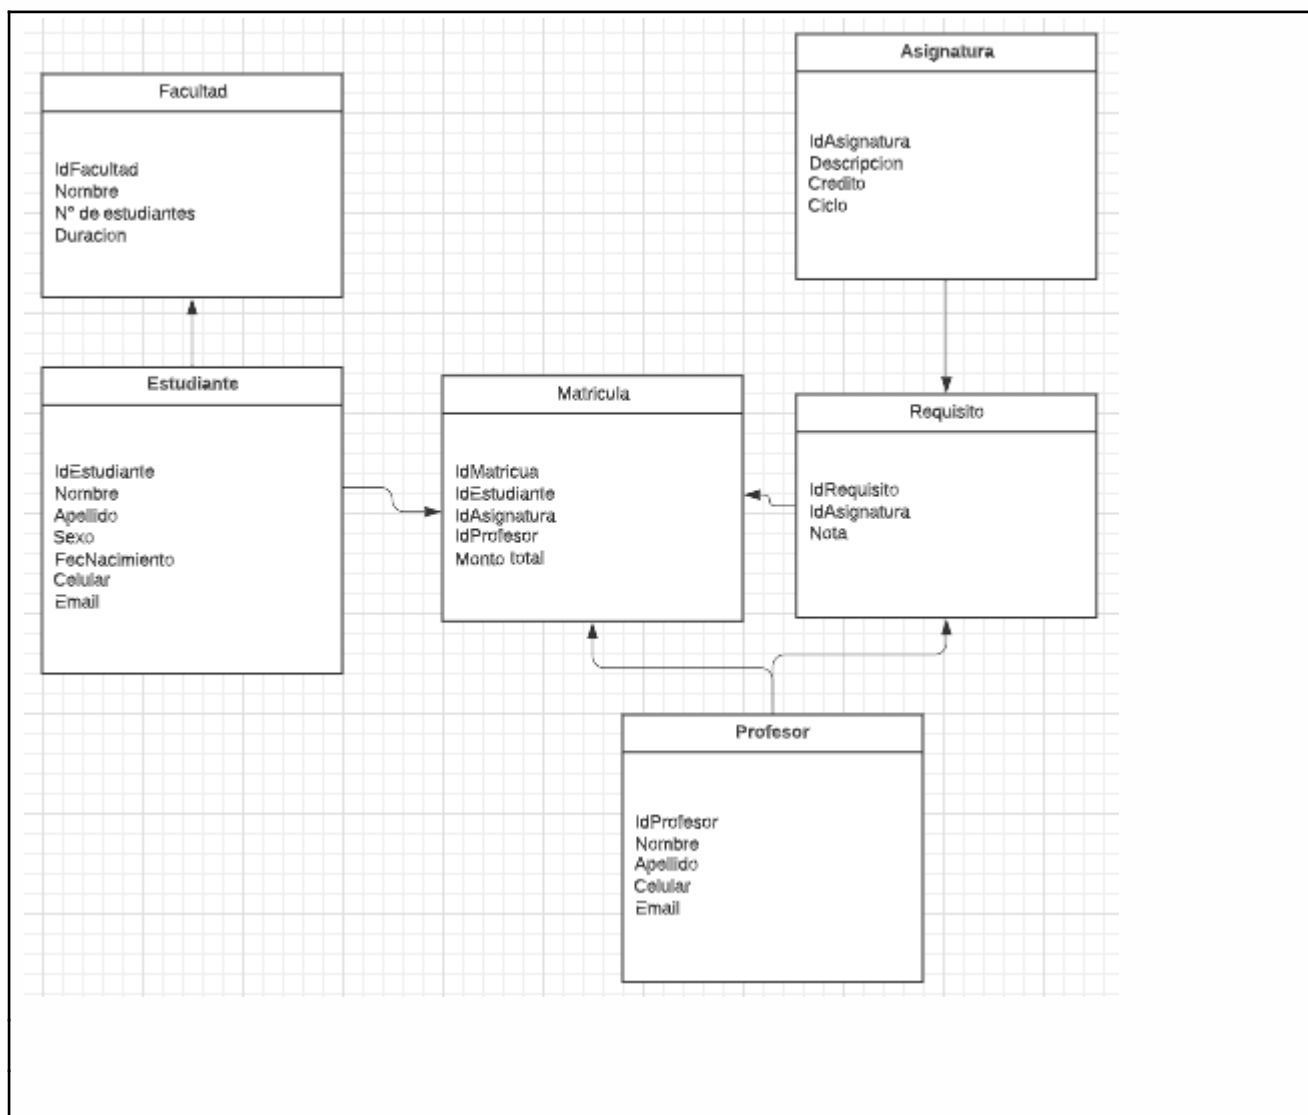 Facultad
IdFacultad
Nombre
N° de estudiantes
Duracion
Asignatura
IdAsignatura
Descripcion
Credito
Ciclo
Estudiante
IdEstudiante
Nombre
Apellido
Sexo
FecNacimiento
Celular
Email
Matricula
IdMatricua
IdEstudiante
IdAsignatura
IdProfesor
Monto total
Requisito
IdRequisito
IdAsignatura
Nota
Profesor
IdProfesor
Nombre
Apellido
Celular
Email